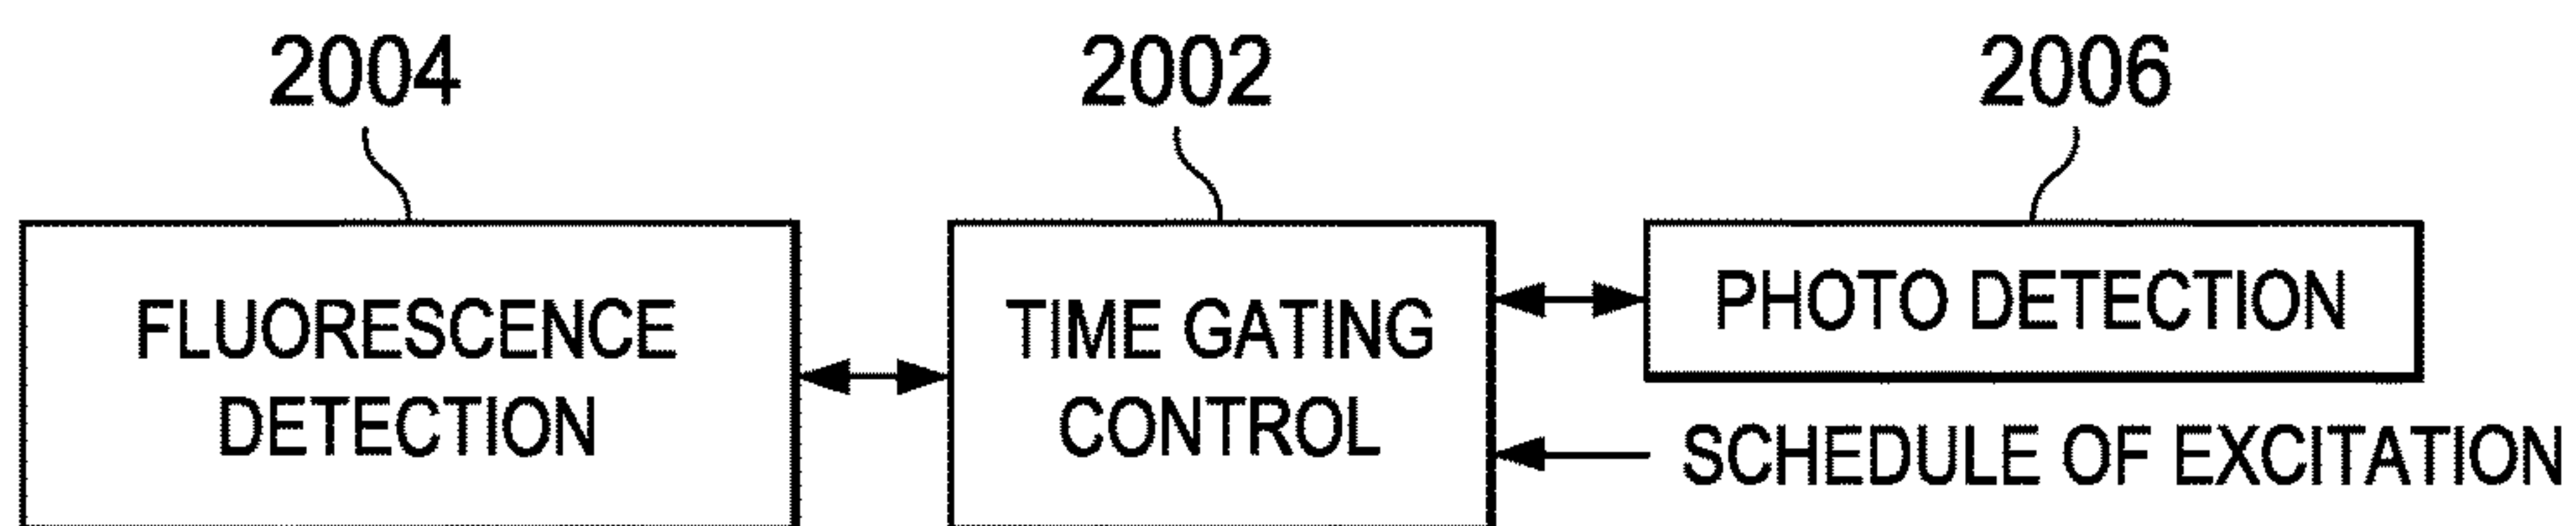 2004
2002
2006
FLUORESCENCE
DETECTION
TIME GATING
CONTROL
PHOTO DETECTION
SCHEDULE OF EXCITATION